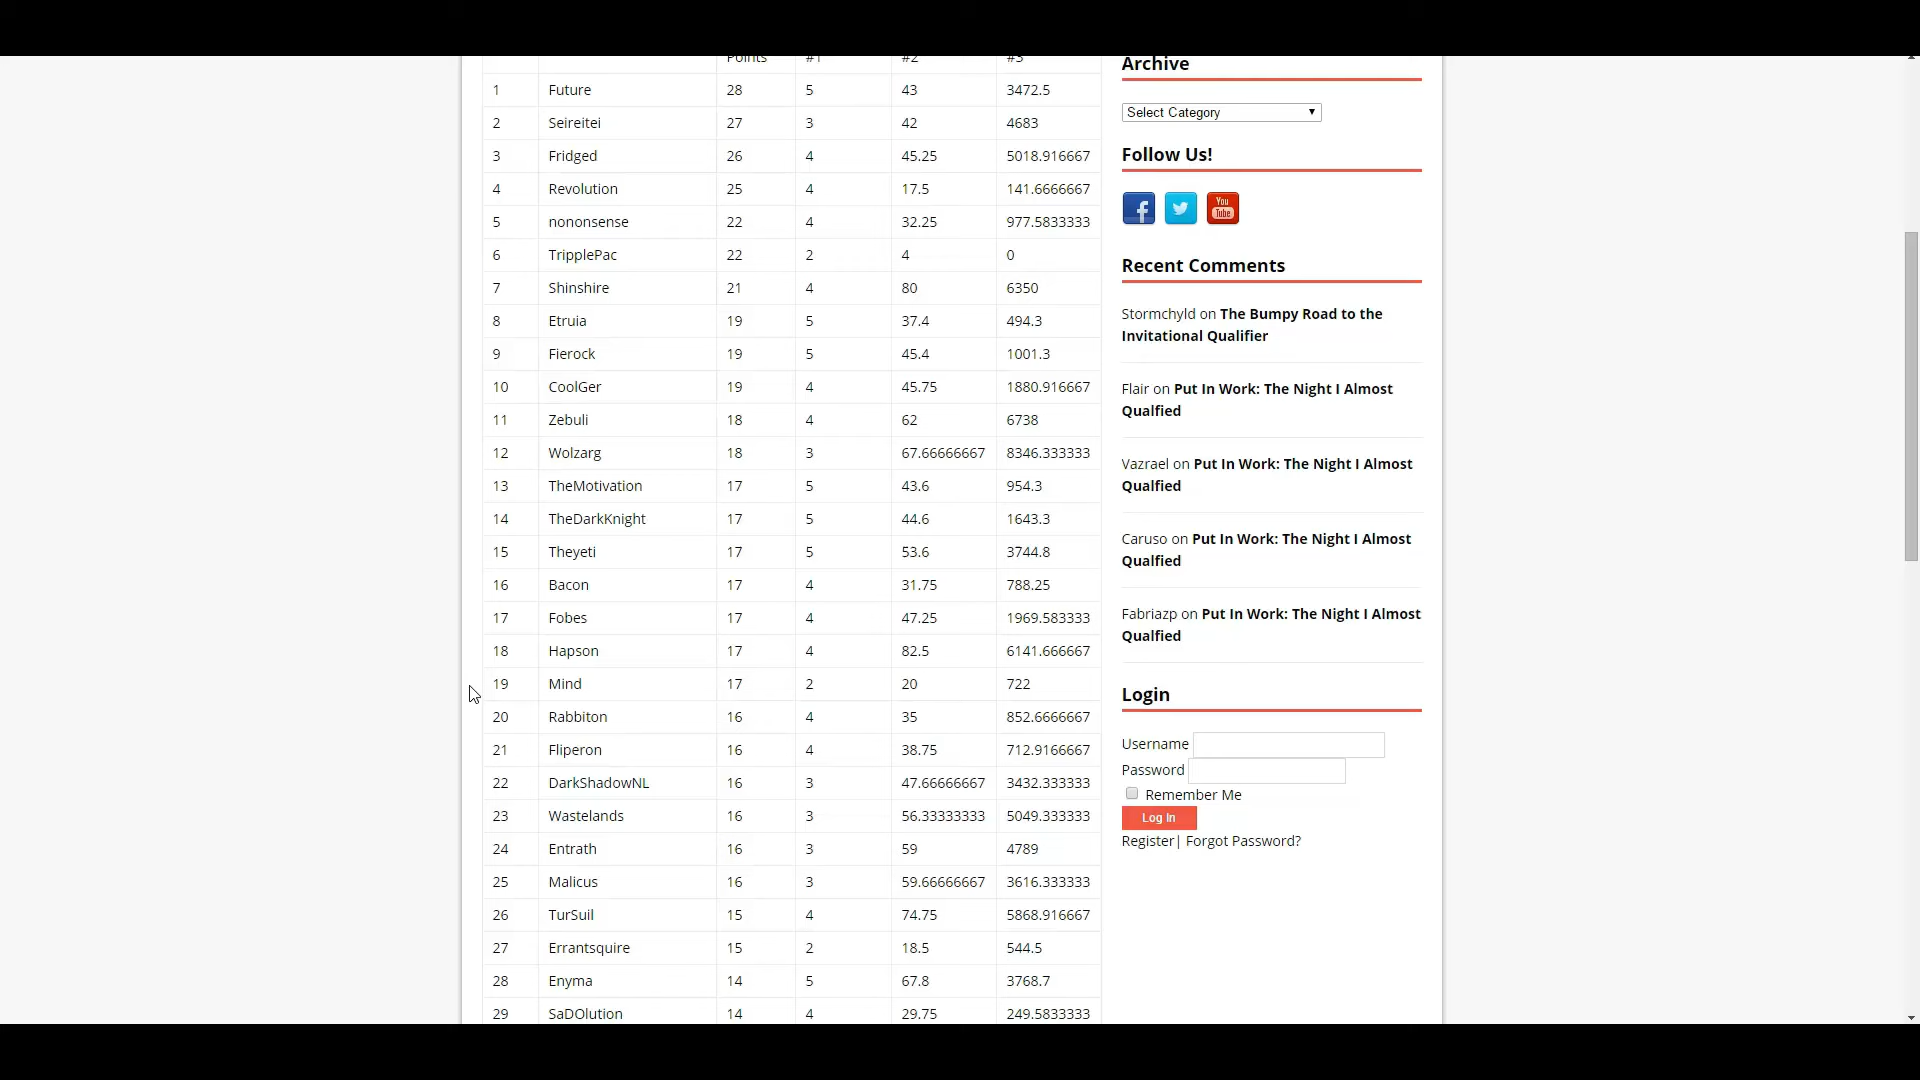 Points #1 #2 #3
1 Future 28 5 43 3472.5
2 Seireitei 27 3 42 4683
3 Fridged 26 4 45.25 5018.916667
4 Revolution 25 4 17.5 141.6666667
5 nononsense 22 4 32.25 977.5833333
6 TripplePac 22 2 4 0
7 Shinshire 21 4 80 6350
8 Etruia 19 5 37.4 494.3
9 Fierock 19 5 45.4 1001.3
10 CoolGer 19 4 45.75 1880.916667
11 Zebuli 18 4 62 6738
12 Wolzarg 18 3 67.66666667 8346.333333
13 TheMotivation 17 5 43.6 954.3
14 TheDarkKnight 17 5 44.6 1643.3
15 Theyeti 17 5 53.6 3744.8
16 Bacon 17 4 31.75 788.25
17 Fobes 17 4 47.25 1969.583333
18 Hapson 17 4 82.5 6141.666667
19 Mind 17 2 20 722
20 Rabbiton 16 4 35 852.6666667
21 Fliperon 16 4 38.75 712.9166667
22 DarkShadowNL 16 3 47.66666667 3432.333333
23 Wastelands 16 3 56.33333333 5049.333333
24 Entrath 16 3 59 4789
25 Malicus 16 3 59.66666667 3616.333333
26 TurSuil 15 4 74.75 5868.916667
27 Errantsquire 15 2 18.5 544.5
28 Enyma 14 5 67.8 3768.7
29 SaDOlution 14 4 29.75 249.5833333
Archive
Select Category
Follow Us!
You
Tube
Recent Comments
Stormchyld on The Bumpy Road to the
Invitational Qualifier
Flair on Put In Work: The Night I Almost
Qualfied
Vazrael on Put In Work: The Night I Almost
Qualfied
Caruso on Put In Work: The Night I Almost
Qualfied
Fabriazp on Put In Work: The Night I Almost
Qualfied
Login
Username
Password
Remember Me
Log In
Register| Forgot Password?